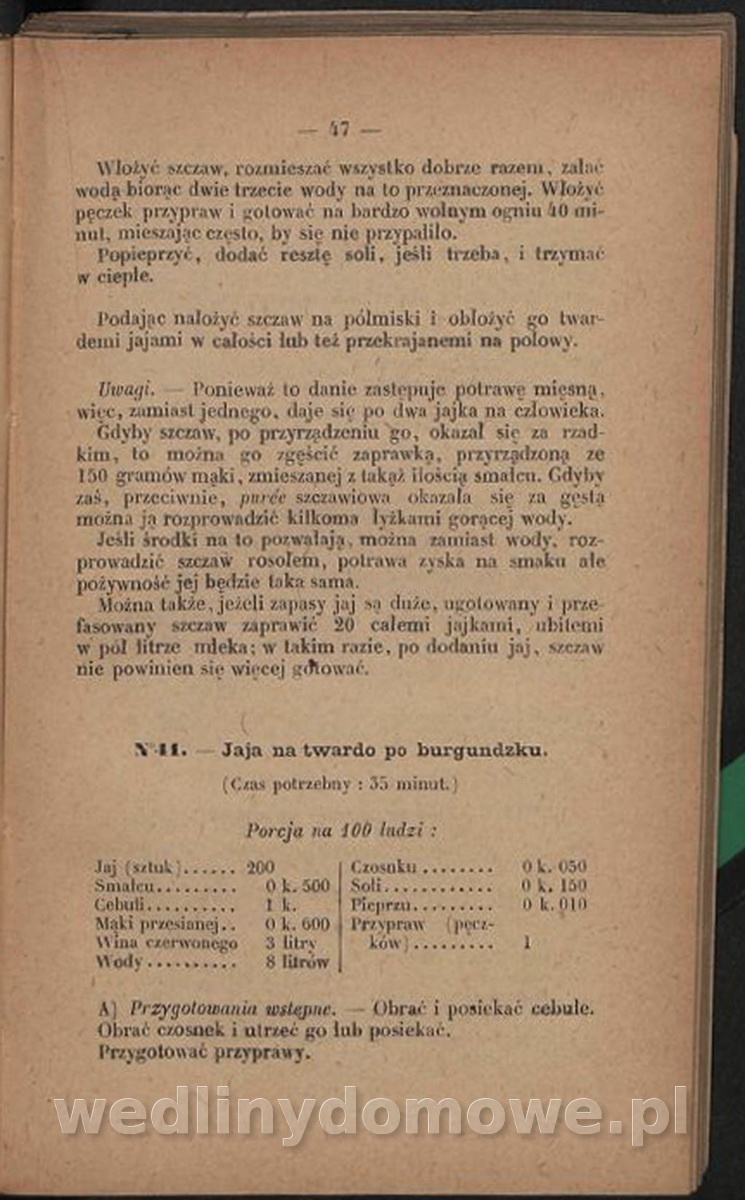 — 47 —
Włożyć szczaw, rozmieszać wszystko dobrze razem, zalać
wodą biorąc dwie trzecie wody na to przeznaczonej. Włożyć
pęczek przypraw i gotować na bardzo wolnym ogniu 40 mi-
nut, mieszając często, by się nie przypaliło.
Popieprzyć, dodać resztę soli, jeśli trzeba, i trzymać
w cieple.
Podając nałożyć szczaw na półmiski i obłożyć go twar-
demi jajami w całości lub też przekrajanemi na połowy.
Uwagi. — Ponieważ to danie zastępuje potrawę mięsną,
więc, zamiast jednego, daje się po dwa jajka na człowieka.
Gdyby szczaw, po przyrządzeniu go, okazał się za rzad-
kim, to można go zgęścić zaprawką, przyrządzoną ze
150 gramów mąki, zmieszanej z takąż ilością smalcu. Gdyby
zaś, przeciwnie, purée szczawiowa okazała się za gęstą
można ją rozprowadzić kilkoma łyżkami gorącej wody.
Jeśli środki na to pozwalają, można zamiast wody, roz-
prowadzić szczaw rosołem, potrawa zyska na smaku ale
pożywność jej będzie taka sama.
Można także, jeżeli zapasy jaj są duże, ugotowany i prze-
fasowany szczaw zaprawić 20 całemi jajkami, ubitemi
w pół litrze mleka; w takim razie, po dodaniu jaj, szczaw
nie powinien się więcej gotować.
N 41. — Jaja na twardo po burgundzku.
(Czas potrzebny : 35 minut.)
Porcja na 100 ludzi :
Jaj (sztuk)...... 200
Smalcu......... 0 k. 500
Cebuli.......... 1 k.
Mąki przesianej.. 0 k. 600
Wina czerwonego 3 litry
Wody.......... 8 litrów
Czosnku ........ 0 k. 050
Soli............ 0 k. 150
Pieprzu......... 0 k. 010
Przypraw (pęcz-
ków)......... 1
A) Przygotowania wstępne. — Obrać i posiekać cebule.
Obrać czosnek i utrzeć go lub posiekać.
Przygotować przyprawy.
wedlinydomowe.pl